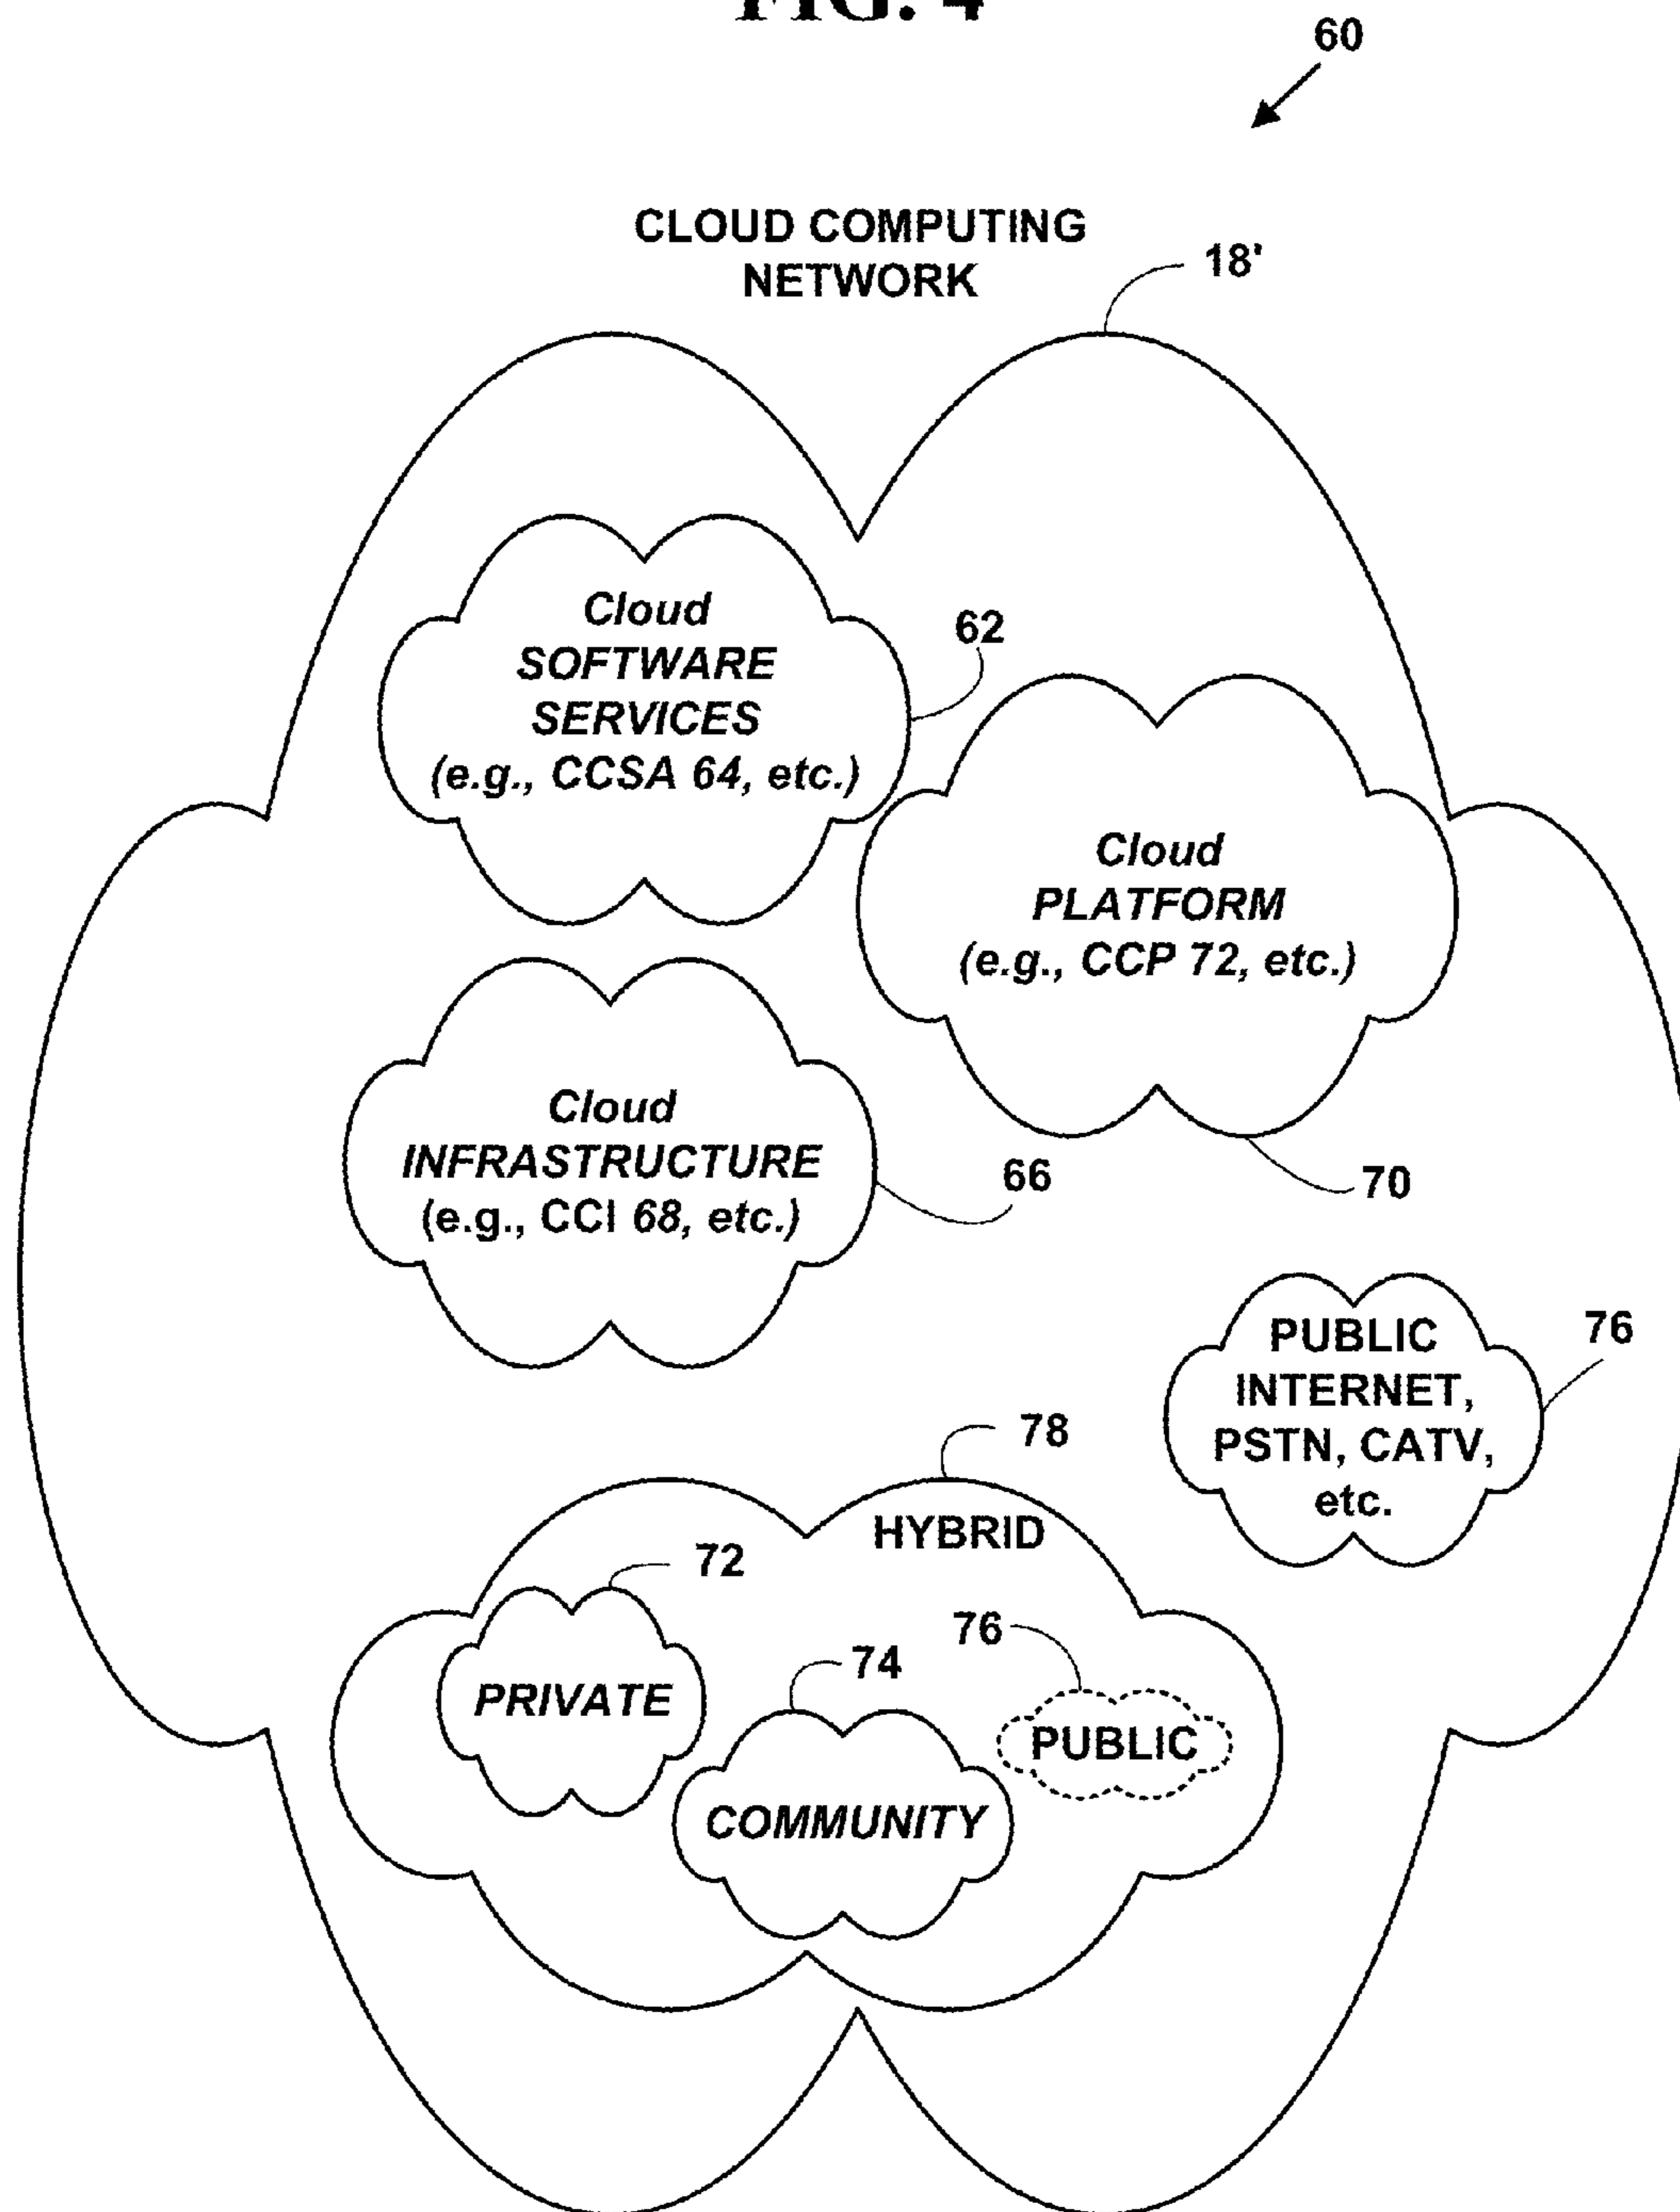 FIG. 4
60
CLOUD COMPUTING
NETWORK
18'
Cloud
SOFTWARE
SERVICES
(e.g., CCSA 64, etc.)
62
Cloud
PLATFORM
(e.g., CCP 72, etc.)
70
Cloud
INFRASTRUCTURE
(e.g., CCI 68, etc.)
66
PUBLIC
INTERNET,
PSTN, CATV,
etc.
76
78
HYBRID
72
PRIVATE
74
COMMUNITY
76
PUBLIC